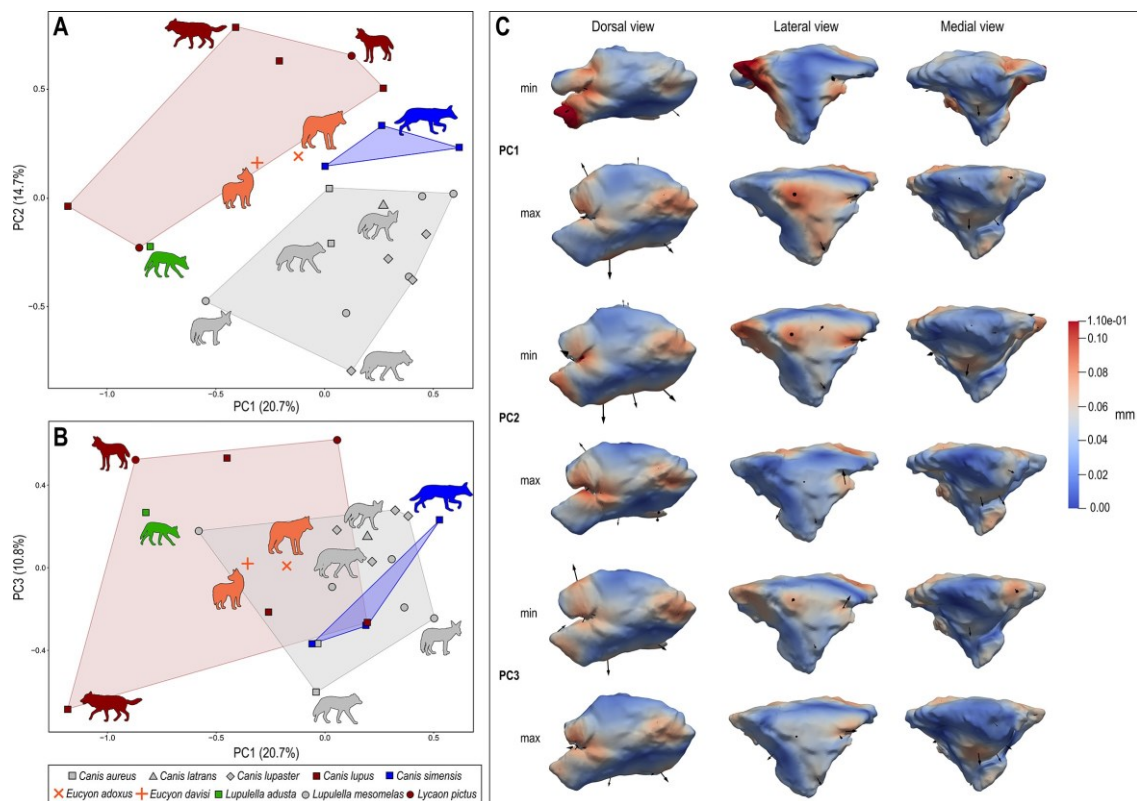 A
PC2 (14.7%)
0.5
0.0
−0.5
−1.0
−0.5
0.0
0.5
PC1 (20.7%)
B
PC3 (10.8%)
0.4
0.0
−0.4
−1.0
−0.5
0.0
0.5
PC1 (20.7%)
Canis aureus Canis latrans Canis lupaster Canis lupus Canis simensis
Eucyon adoxus Eucyon davisi Lupulella adusta Lupulella mesomelas Lycaon pictus
C
Dorsal view Lateral view Medial view
min
PC1
max
min
PC2
max
min
PC3
max
1.10e-01
0.08
0.06
0.04
0.02
0.00
mm